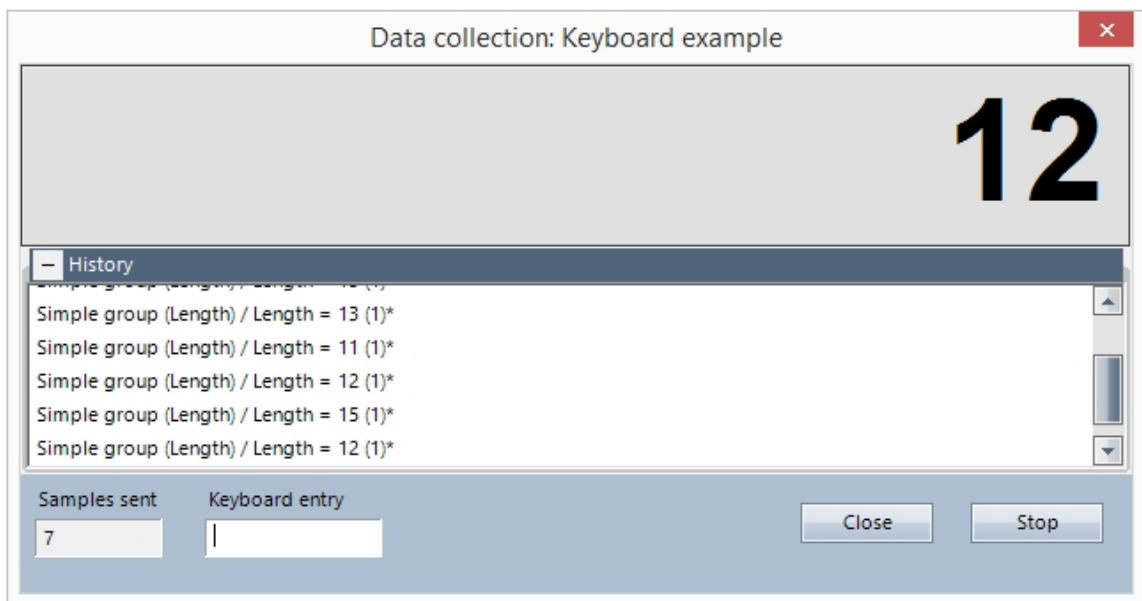 Data collection: Keyboard example
12
− History
Simple group (Length) / Length = 13 (1)*
Simple group (Length) / Length = 11 (1)*
Simple group (Length) / Length = 12 (1)*
Simple group (Length) / Length = 15 (1)*
Simple group (Length) / Length = 12 (1)*
Samples sent Keyboard entry
7
Close Stop